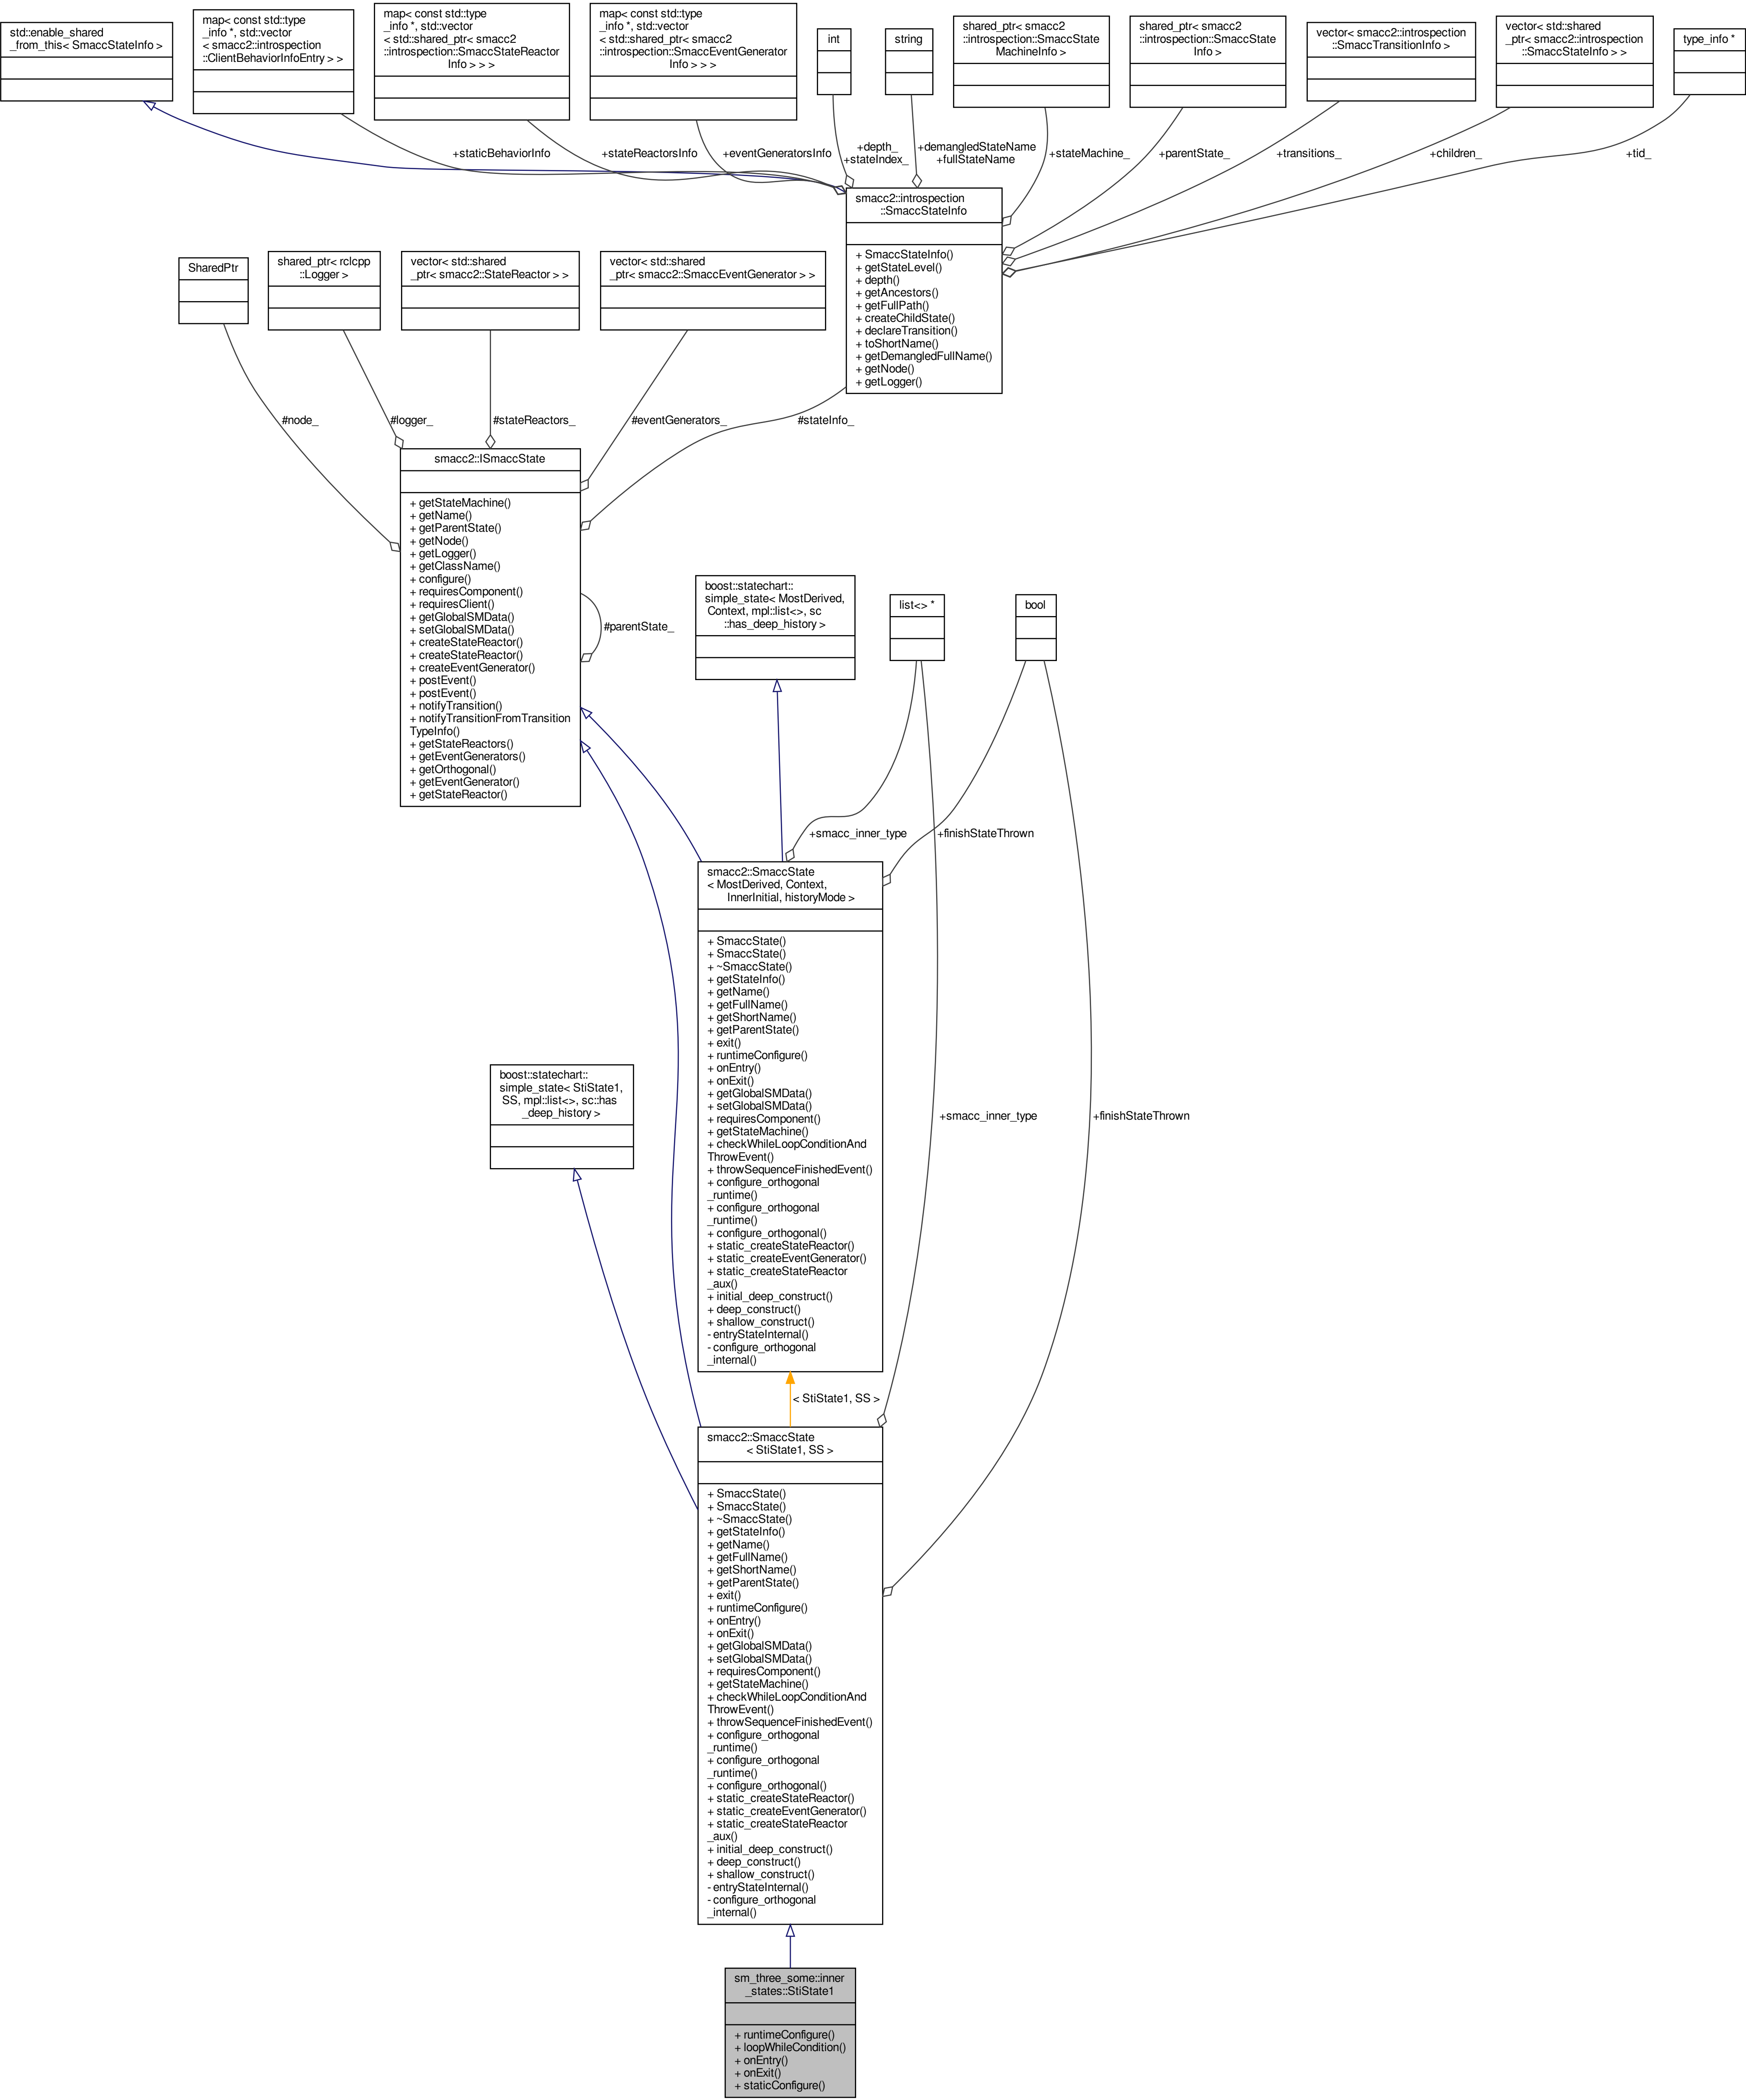 std::enable_shared
_from_this< SmaccStateInfo >
map< const std::type
_info *, std::vector
< smacc2::introspection
::ClientBehaviorInfoEntry > >
map< const std::type
_info *, std::vector
< std::shared_ptr< smacc2
::introspection::SmaccStateReactor
Info > > >
map< const std::type
_info *, std::vector
< std::shared_ptr< smacc2
::introspection::SmaccEventGenerator
Info > > >
int
string
shared_ptr< smacc2
::introspection::SmaccState
MachineInfo >
shared_ptr< smacc2
::introspection::SmaccState
Info >
vector< smacc2::introspection
::SmaccTransitionInfo >
vector< std::shared
_ptr< smacc2::introspection
::SmaccStateInfo > >
type_info *
+staticBehaviorInfo
+stateReactorsInfo
+eventGeneratorsInfo
+depth_
+stateIndex_
+demangledStateName
+fullStateName
+stateMachine_
+parentState_
+transitions_
+children_
+tid_
smacc2::introspection
::SmaccStateInfo
+ SmaccStateInfo()
+ getStateLevel()
+ depth()
+ getAncestors()
+ getFullPath()
+ createChildState()
+ declareTransition()
+ toShortName()
+ getDemangledFullName()
+ getNode()
+ getLogger()
SharedPtr
shared_ptr< rclcpp
::Logger >
vector< std::shared
_ptr< smacc2::StateReactor > >
vector< std::shared
_ptr< smacc2::SmaccEventGenerator > >
#node_
#logger_
#stateReactors_
#eventGenerators_
#stateInfo_
smacc2::ISmaccState
+ getStateMachine()
+ getName()
+ getParentState()
+ getNode()
+ getLogger()
+ getClassName()
+ configure()
+ requiresComponent()
+ requiresClient()
+ getGlobalSMData()
+ setGlobalSMData()
+ createStateReactor()
+ createStateReactor()
+ createEventGenerator()
+ postEvent()
+ postEvent()
+ notifyTransition()
+ notifyTransitionFromTransition
TypeInfo()
+ getStateReactors()
+ getEventGenerators()
+ getOrthogonal()
+ getEventGenerator()
+ getStateReactor()
#parentState_
boost::statechart::
simple_state< MostDerived,
Context, mpl::list<>, sc
::has_deep_history >
list<> *
bool
+smacc_inner_type
+finishStateThrown
smacc2::SmaccState
< MostDerived, Context,
InnerInitial, historyMode >
+ SmaccState()
+ SmaccState()
+ ~SmaccState()
+ getStateInfo()
+ getName()
+ getFullName()
+ getShortName()
+ getParentState()
+ exit()
+ runtimeConfigure()
+ onEntry()
+ onExit()
+ getGlobalSMData()
+ setGlobalSMData()
+ requiresComponent()
+ getStateMachine()
+ checkWhileLoopConditionAnd
ThrowEvent()
+ throwSequenceFinishedEvent()
+ configure_orthogonal
_runtime()
+ configure_orthogonal
_runtime()
+ configure_orthogonal()
+ static_createStateReactor()
+ static_createEventGenerator()
+ static_createStateReactor
_aux()
+ initial_deep_construct()
+ deep_construct()
+ shallow_construct()
- entryStateInternal()
- configure_orthogonal
_internal()
boost::statechart::
simple_state< StiState1,
SS, mpl::list<>, sc::has
_deep_history >
+smacc_inner_type
+finishStateThrown
< StiState1, SS >
smacc2::SmaccState
< StiState1, SS >
+ SmaccState()
+ SmaccState()
+ ~SmaccState()
+ getStateInfo()
+ getName()
+ getFullName()
+ getShortName()
+ getParentState()
+ exit()
+ runtimeConfigure()
+ onEntry()
+ onExit()
+ getGlobalSMData()
+ setGlobalSMData()
+ requiresComponent()
+ getStateMachine()
+ checkWhileLoopConditionAnd
ThrowEvent()
+ throwSequenceFinishedEvent()
+ configure_orthogonal
_runtime()
+ configure_orthogonal
_runtime()
+ configure_orthogonal()
+ static_createStateReactor()
+ static_createEventGenerator()
+ static_createStateReactor
_aux()
+ initial_deep_construct()
+ deep_construct()
+ shallow_construct()
- entryStateInternal()
- configure_orthogonal
_internal()
sm_three_some::inner
_states::StiState1
+ runtimeConfigure()
+ loopWhileCondition()
+ onEntry()
+ onExit()
+ staticConfigure()